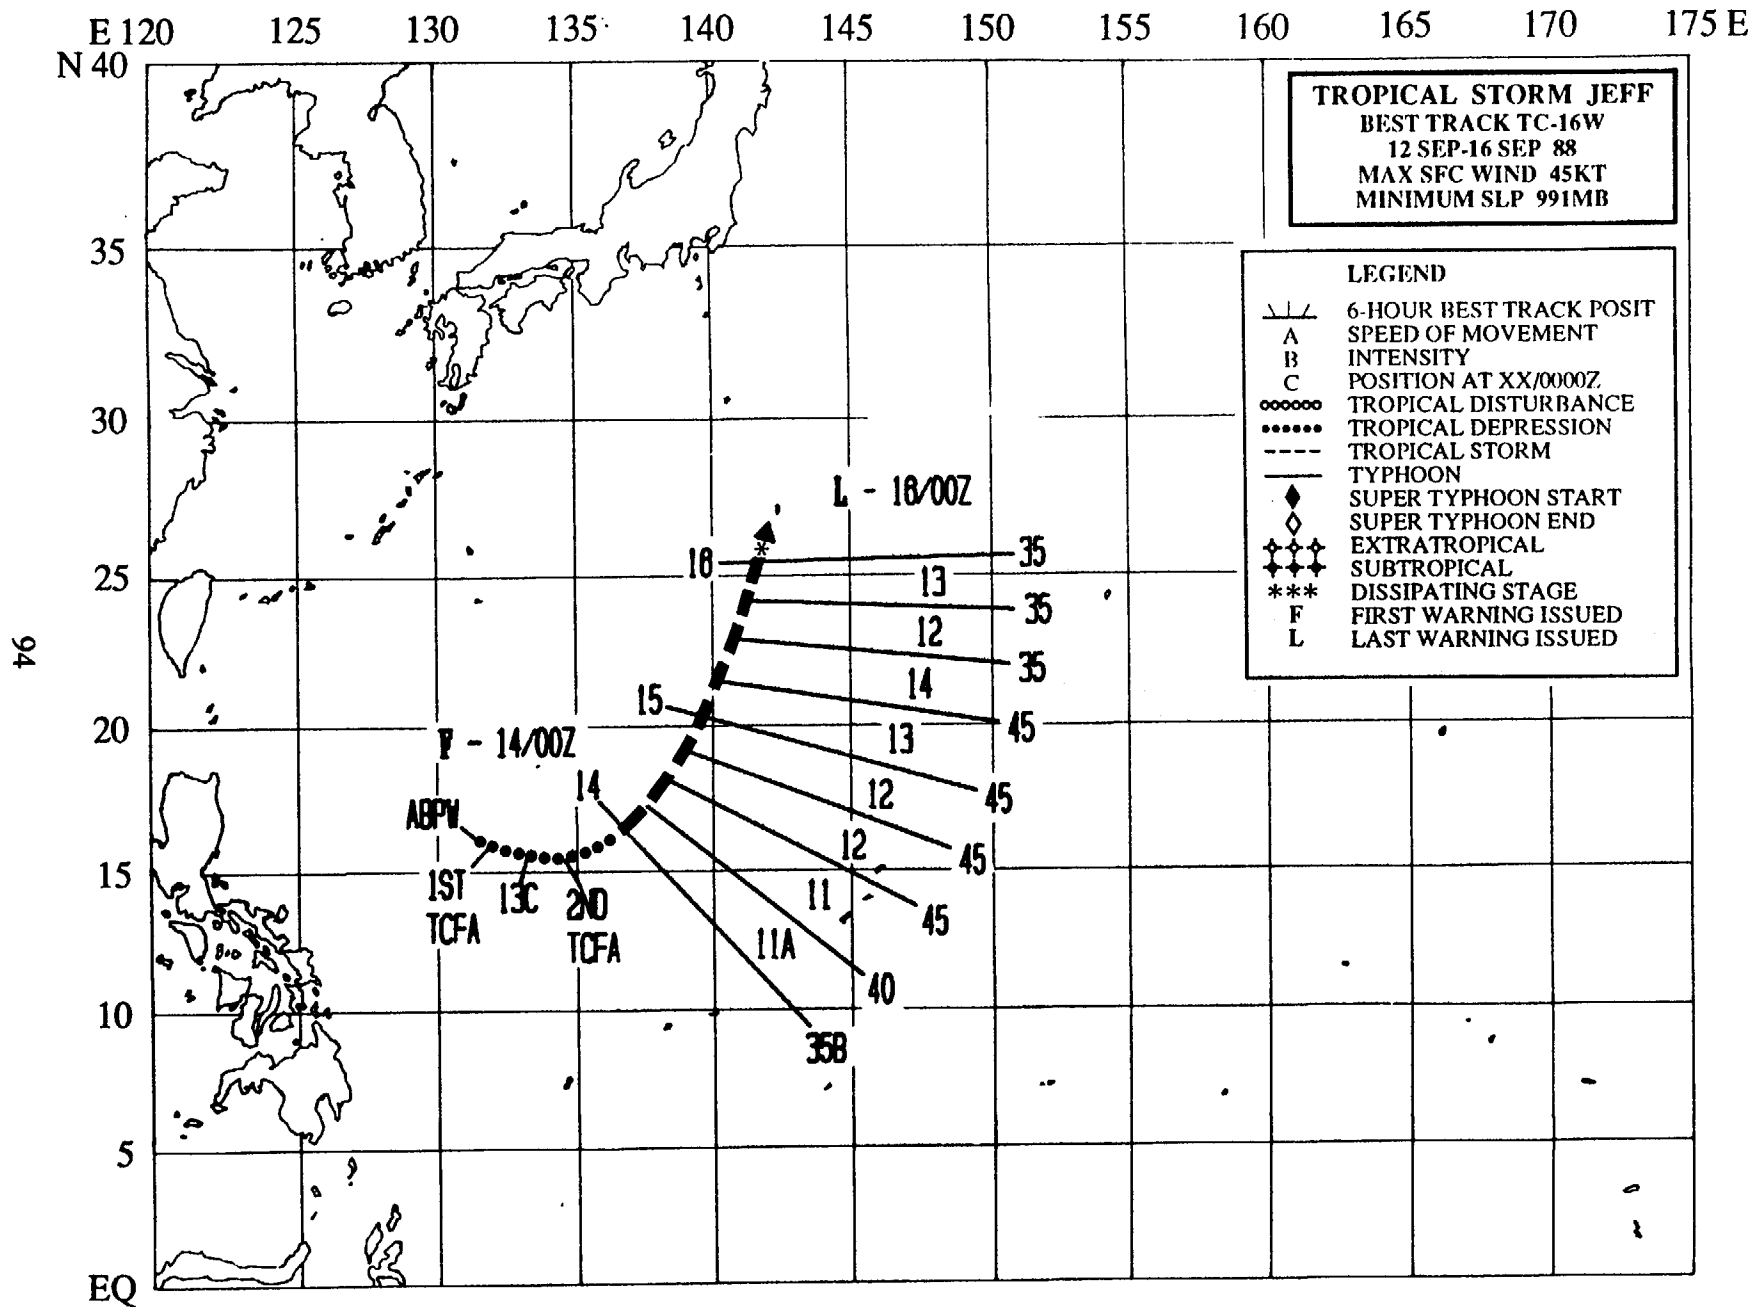 E 120 125 130 135 140 145 150 155 160 165 170 175 E
N 40
TROPICAL STORM JEFF
BEST TRACK TC-16W
12 SEP-16 SEP 88
MAX SFC WIND 45KT
MINIMUM SLP 991MB
35
LEGEND
6-HOUR BEST TRACK POSIT
A SPEED OF MOVEMENT
B INTENSITY
C POSITION AT XX/0000Z
TROPICAL DISTURBANCE
TROPICAL DEPRESSION
TROPICAL STORM
TYPHOON
SUPER TYPHOON START
SUPER TYPHOON END
EXTRATROPICAL
SUBTROPICAL
*** DISSIPATING STAGE
F FIRST WARNING ISSUED
L LAST WARNING ISSUED
30
L - 16/00Z
16 35
25
13
35
12
35
14
15
45
20
13
F - 14/00Z
14
45
12
ABPW
45
12
15
1ST
TCFA
13C
2ND
TCFA
11
45
11A
40
10
35B
5
EQ
94